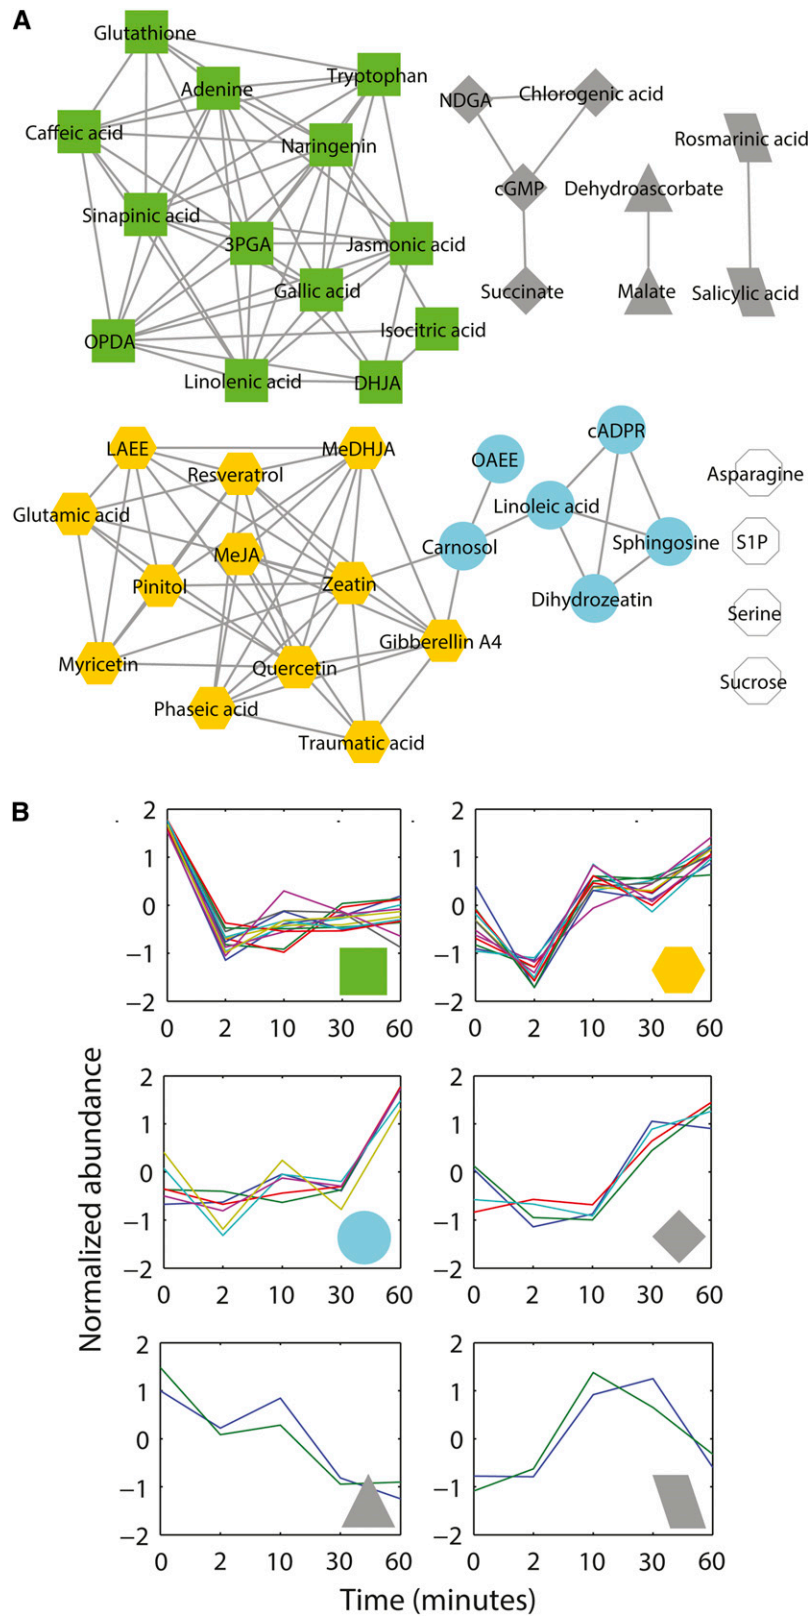 A
Glutathione
Adenine
Tryptophan
Caffeic acid
Naringenin
Sinapinic acid
3PGA
Jasmonic acid
Gallic acid
OPDA
Isocitric acid
Linolenic acid
DHJA
NDGA
Chlorogenic acid
cGMP
Succinate
Dehydroascorbate
Malate
Rosmarinic acid
Salicylic acid
LAEE
Resveratrol
MeDHJA
Glutamic acid
MeJA
Pinitol
Zeatin
Gibberellin A4
Myricetin
Quercetin
Phaseic acid
Traumatic acid
OAEE
cADPR
Linoleic acid
Carnosol
Sphingosine
Dihydrozeatin
Asparagine
S1P
Serine
Sucrose
B
Normalized abundance
2
1
0
−1
−2
0 2 10 30 60
2
1
0
−1
−2
0 2 10 30 60
2
1
0
−1
−2
0 2 10 30 60
2
1
0
−1
−2
0 2 10 30 60
2
1
0
−1
−2
0 2 10 30 60
2
1
0
−1
−2
0 2 10 30 60
Time (minutes)